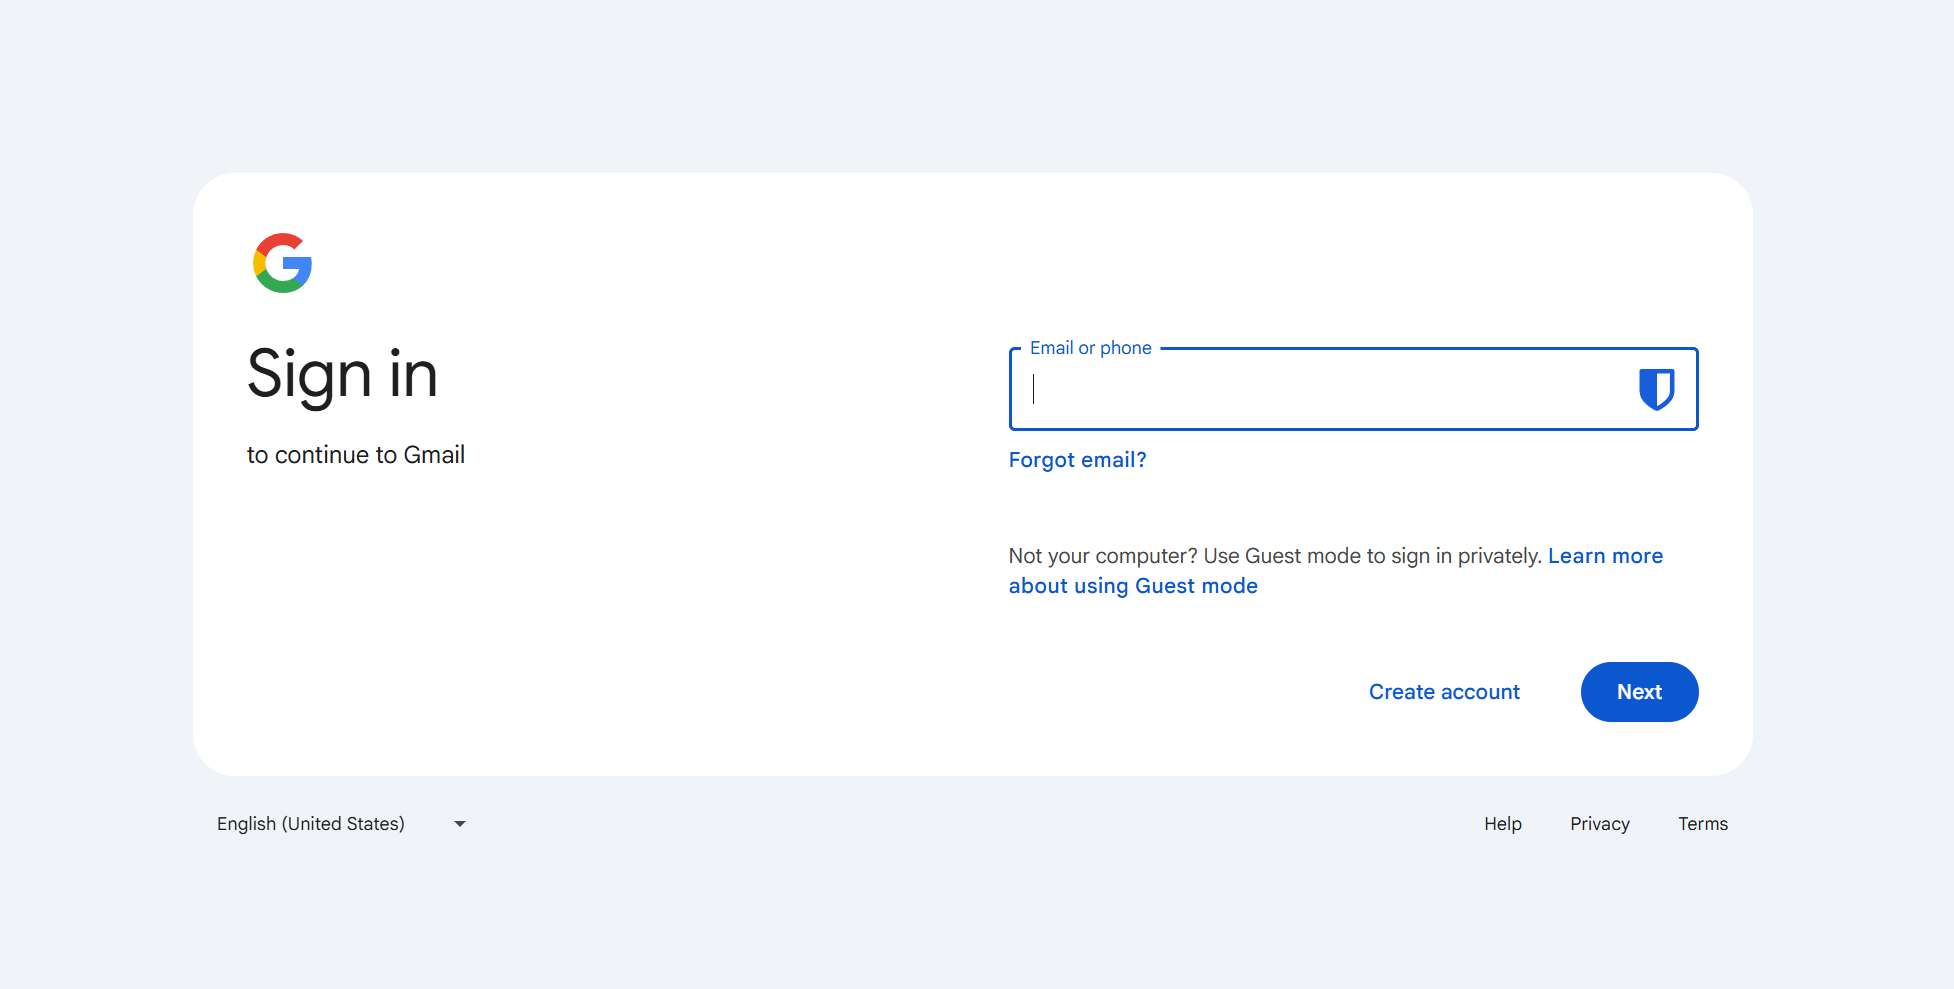 Sign in
to continue to Gmail
Email or phone
Forgot email?
Not your computer? Use Guest mode to sign in privately. Learn more
about using Guest mode
Create account
Next
English (United States)
Help
Privacy
Terms